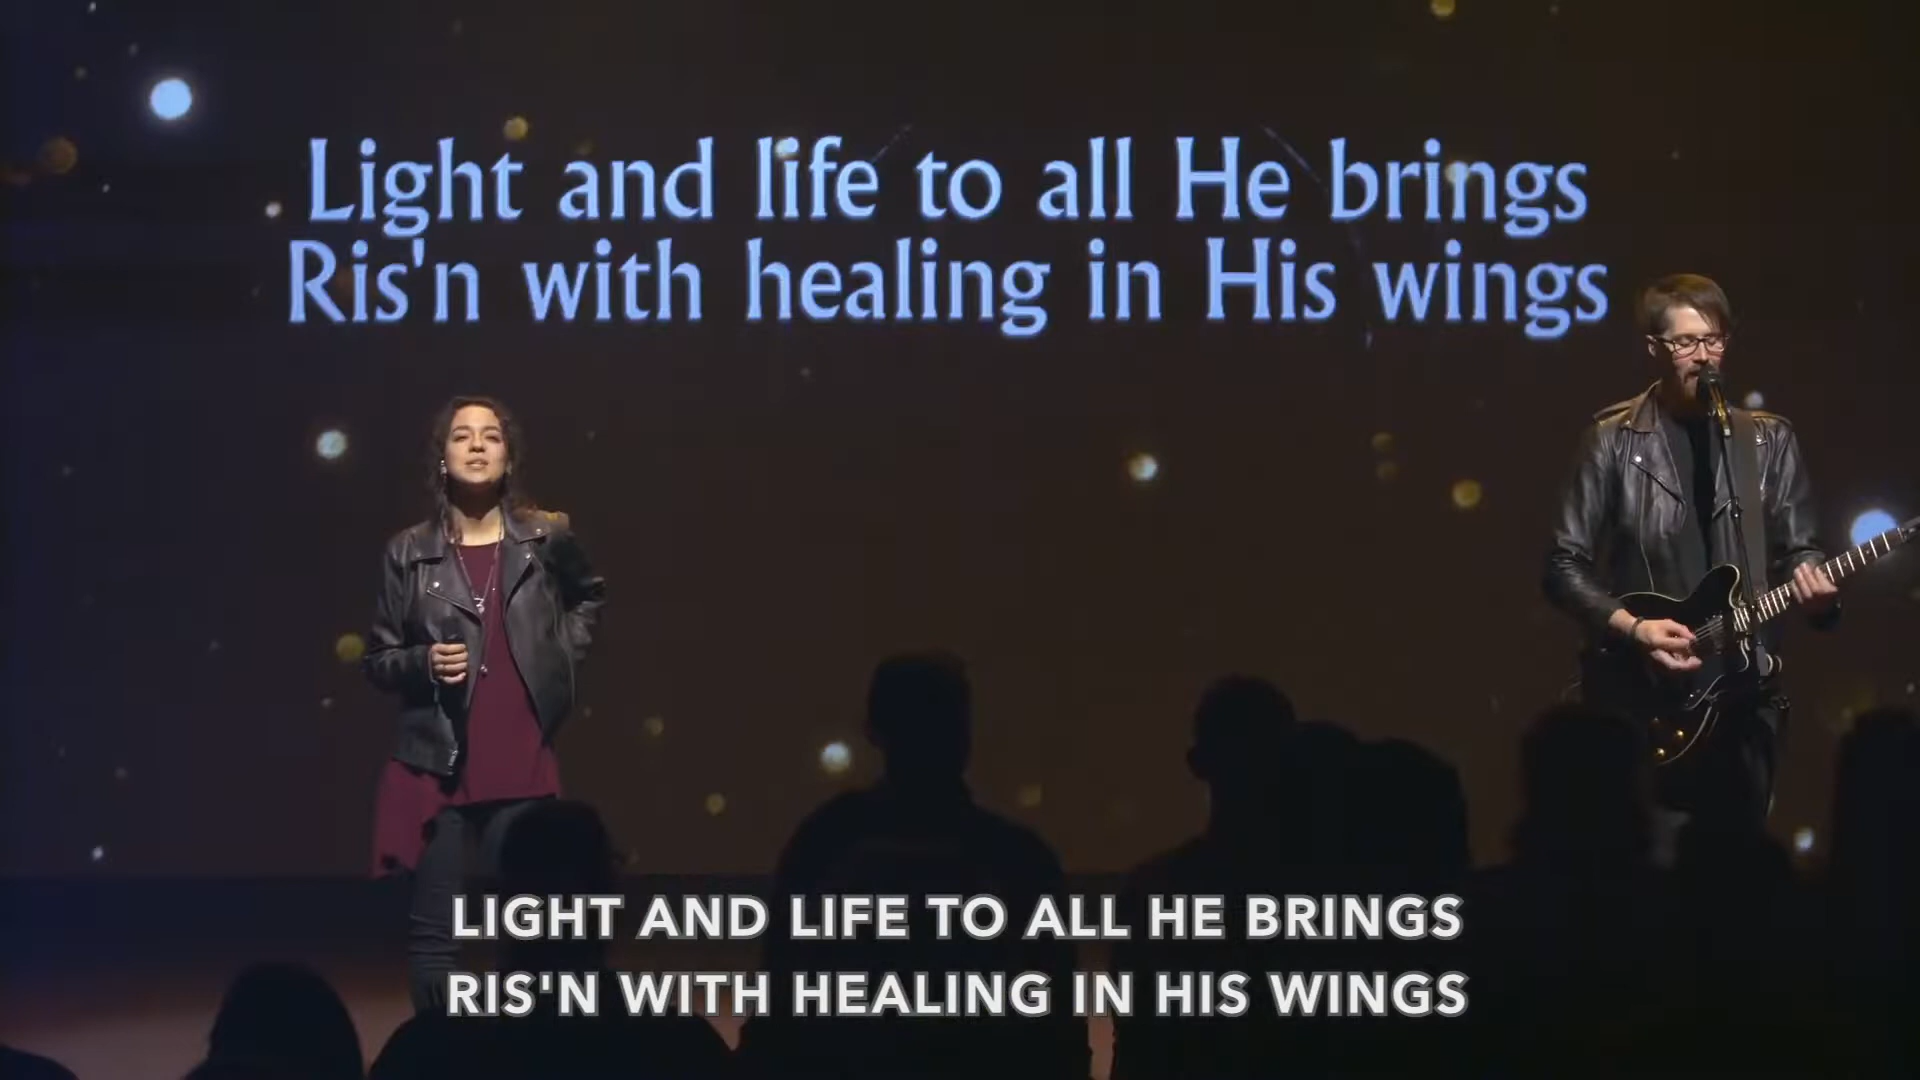 Light and life to all He brings
Ris'n with healing in His wings
LIGHT AND LIFE TO ALL HE BRINGS
RIS'N WITH HEALING IN HIS WINGS